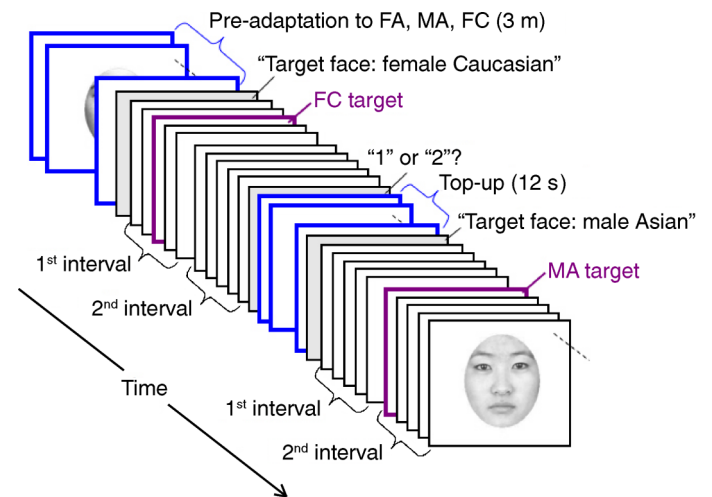 Pre-adaptation to FA, MA, FC (3 m)
“Target face: female Caucasian”
FC target
“1” or “2”?
Top-up (12 s)
“Target face: male Asian”
1st interval
MA target
2nd interval
Time
1st interval
2nd interval